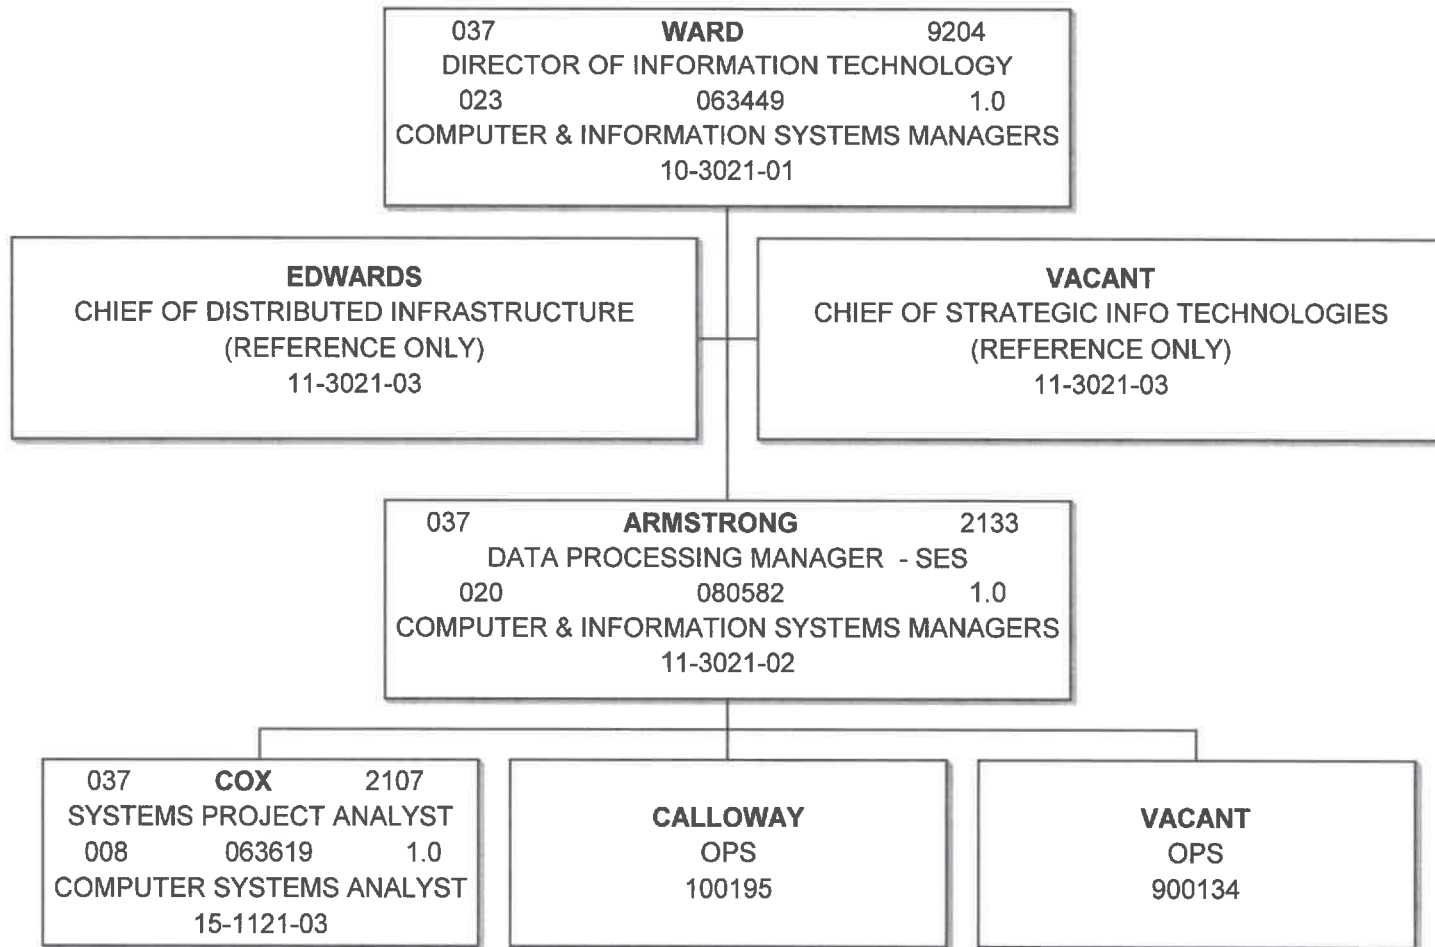 037 WARD 9204
DIRECTOR OF INFORMATION TECHNOLOGY
023 063449 1.0
COMPUTER & INFORMATION SYSTEMS MANAGERS
10-3021-01
EDWARDS
CHIEF OF DISTRIBUTED INFRASTRUCTURE
(REFERENCE ONLY)
11-3021-03
VACANT
CHIEF OF STRATEGIC INFO TECHNOLOGIES
(REFERENCE ONLY)
11-3021-03
037 ARMSTRONG 2133
DATA PROCESSING MANAGER - SES
020 080582 1.0
COMPUTER & INFORMATION SYSTEMS MANAGERS
11-3021-02
037 COX 2107
SYSTEMS PROJECT ANALYST
008 063619 1.0
COMPUTER SYSTEMS ANALYST
15-1121-03
CALLOWAY
OPS
100195
VACANT
OPS
900134